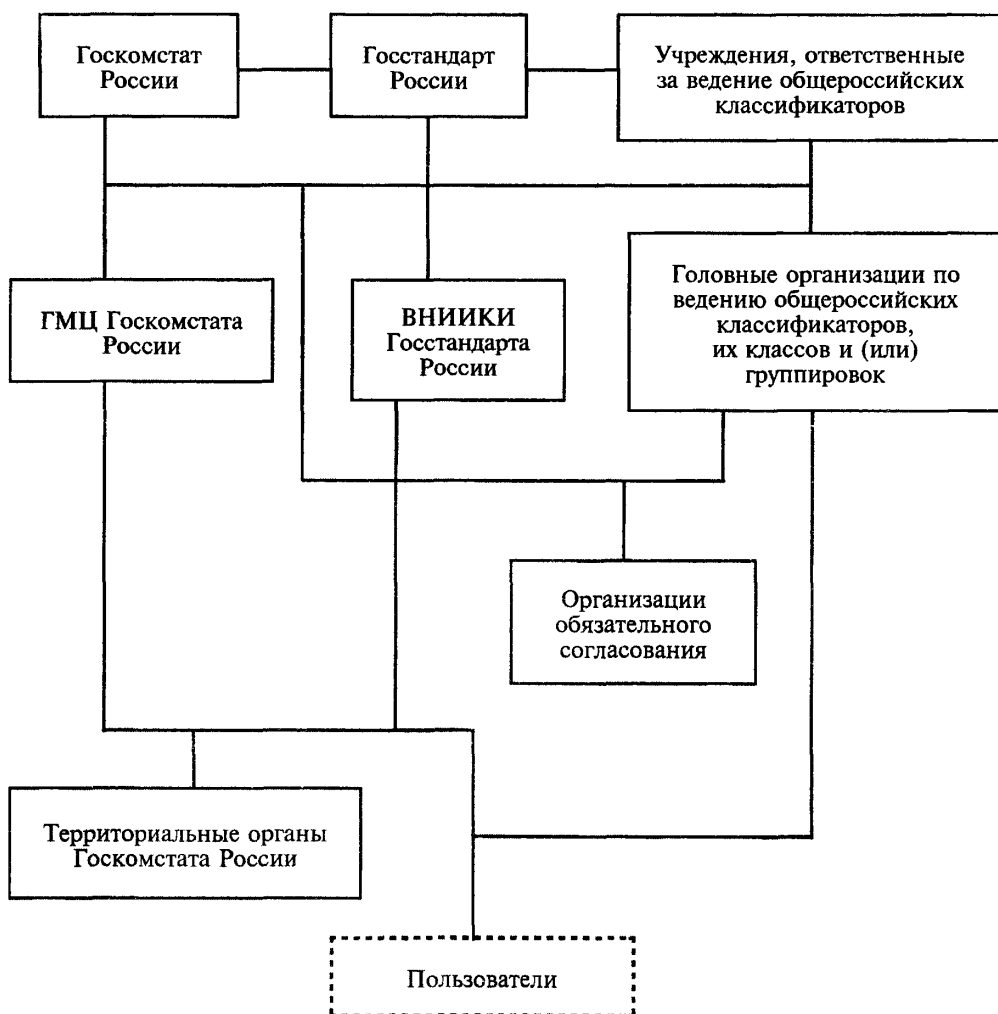 Госкомстат
России
Госстандарт
России
Учреждения, ответственные
за ведение общероссийских
классификаторов
ГМЦ Госкомстата
России
ВНИИКИ
Госстандарта
России
Головные организации по
ведению общероссийских
классификаторов,
их классов и (или)
группировок
Организации
обязательного
согласования
Территориальные органы
Госкомстата России
Пользователи